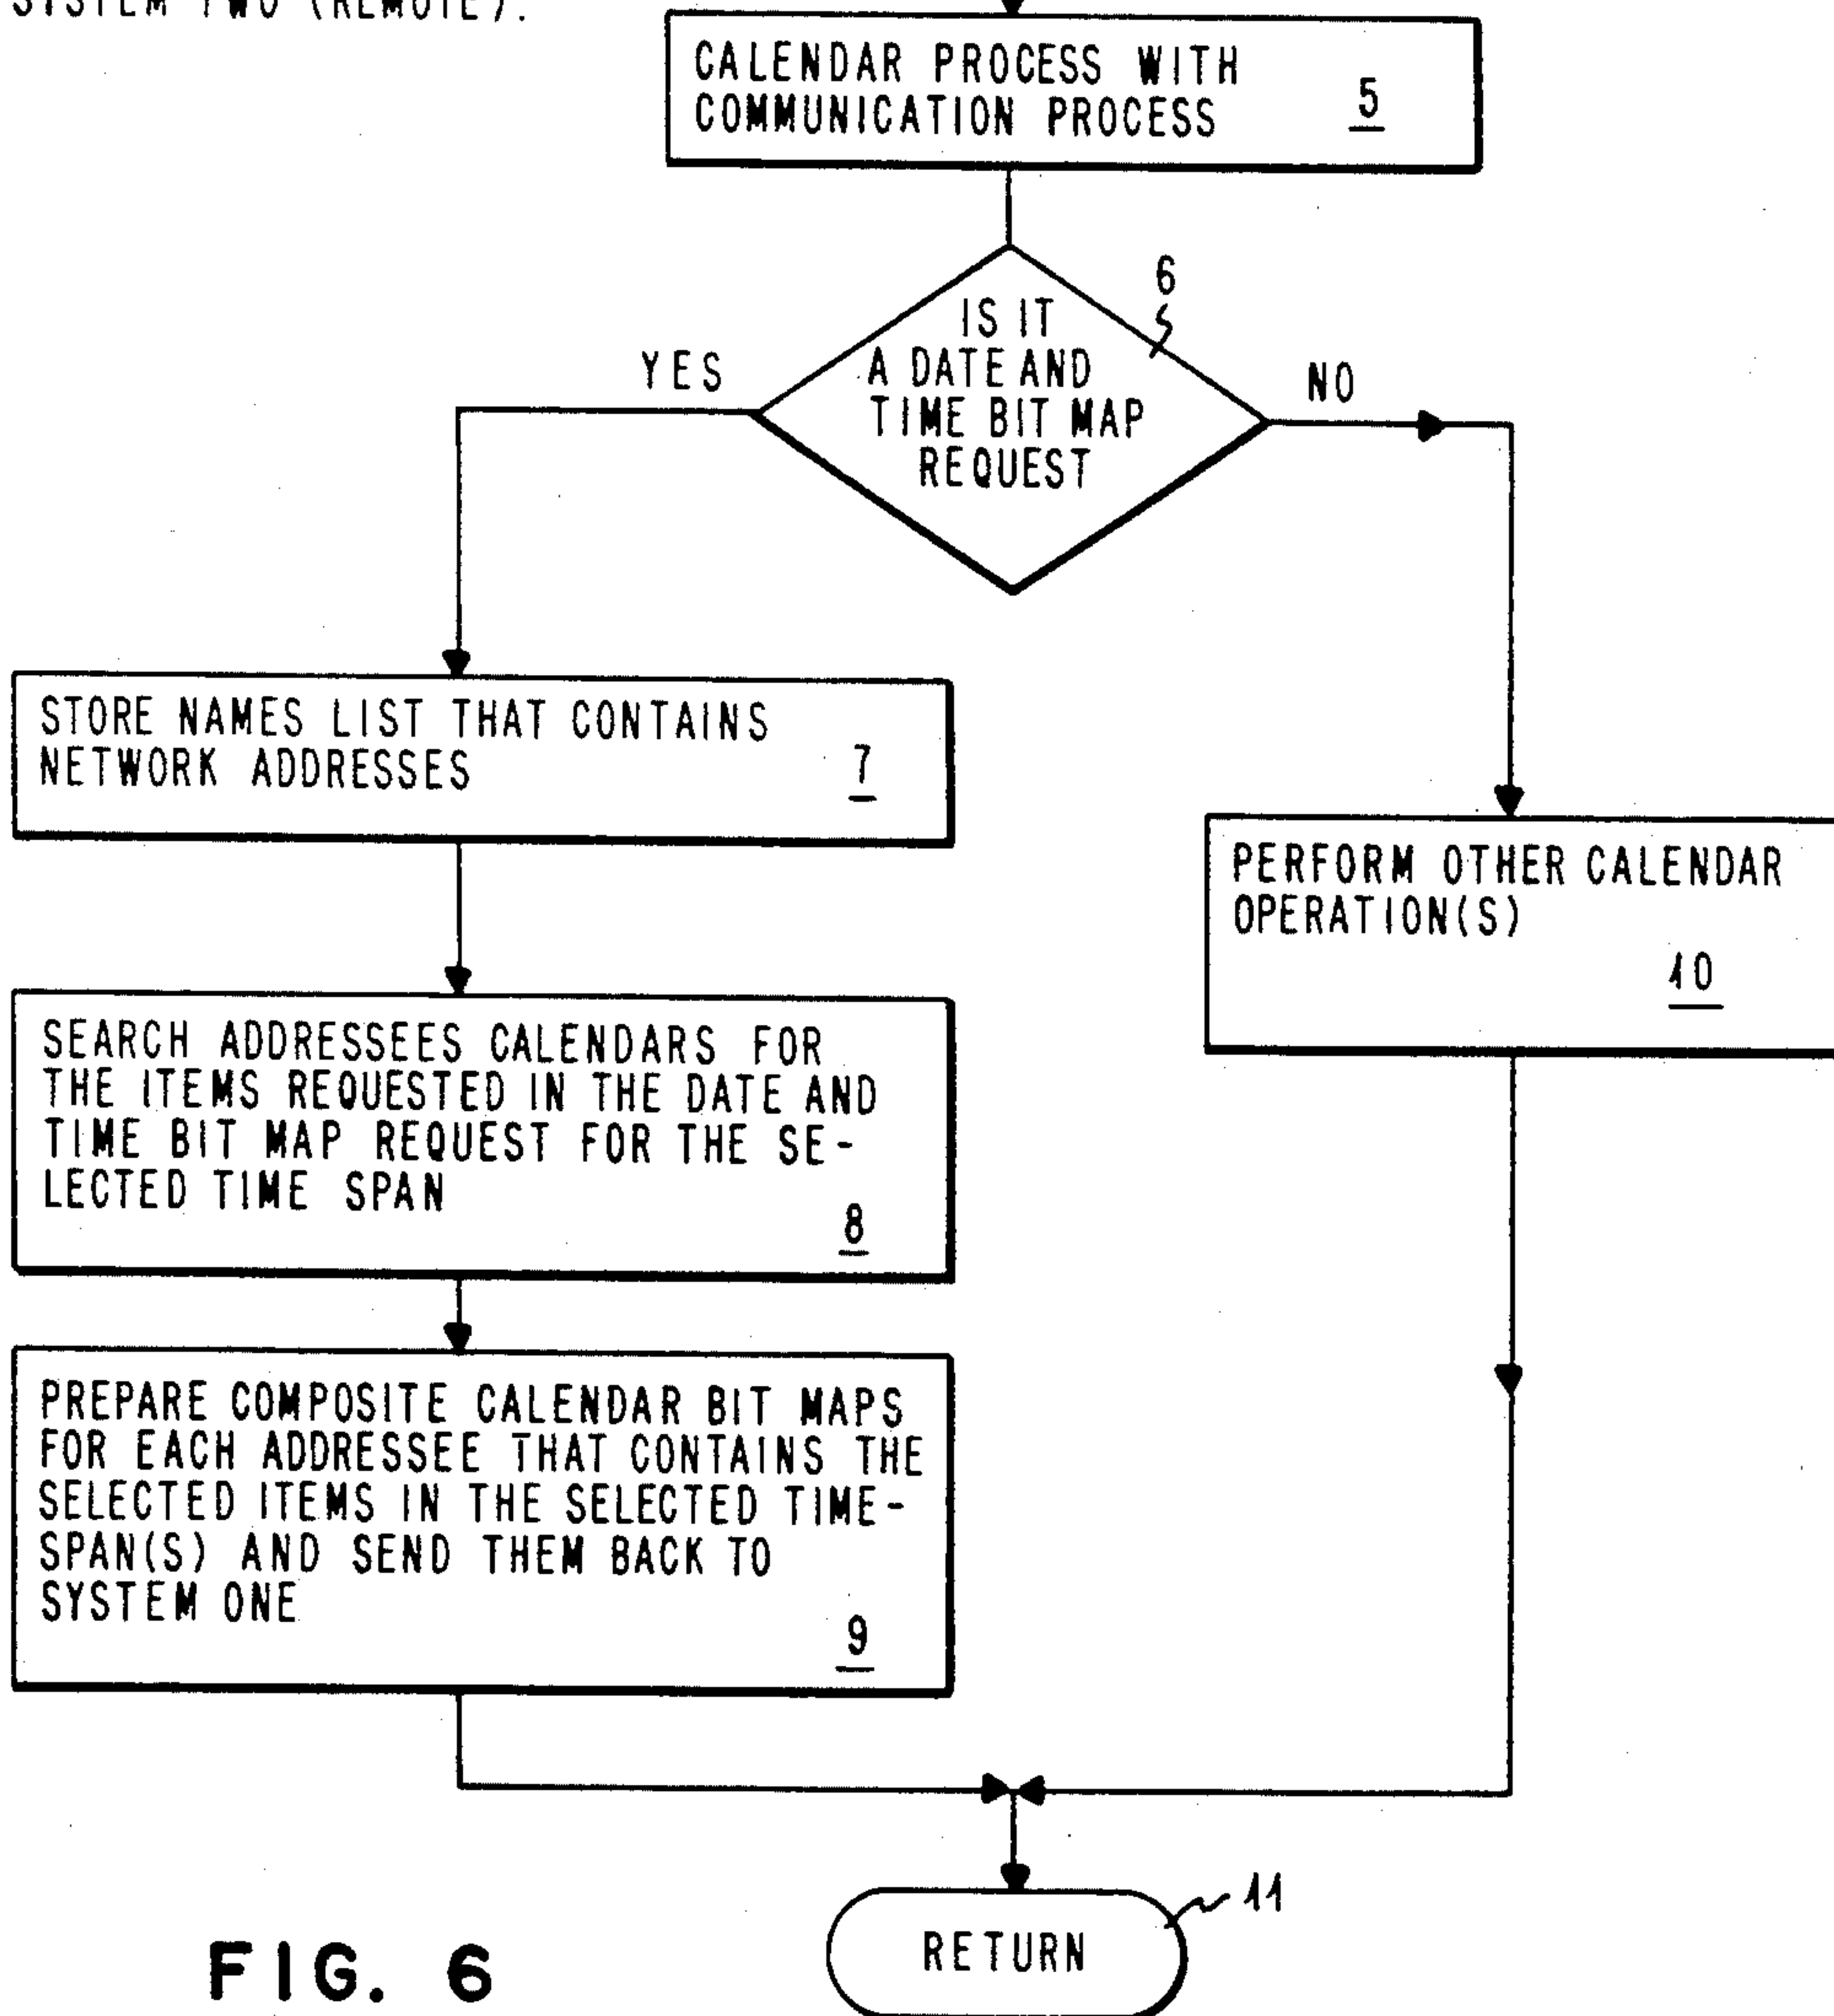 SYSTEM TWO (REMOTE).
CALENDAR PROCESS WITH
COMMUNICATION PROCESS
5
6
IS IT
A DATE AND
TIME BIT MAP
REQUEST
YES
NO
STORE NAMES LIST THAT CONTAINS
NETWORK ADDRESSES
7
PERFORM OTHER CALENDAR
OPERATION(S)
10
SEARCH ADDRESSEES CALENDARS FOR
THE ITEMS REQUESTED IN THE DATE AND
TIME BIT MAP REQUEST FOR THE SE-
LECTED TIME SPAN
8
PREPARE COMPOSITE CALENDAR BIT MAPS
FOR EACH ADDRESSEE THAT CONTAINS THE
SELECTED ITEMS IN THE SELECTED TIME-
SPAN(S) AND SEND THEM BACK TO
SYSTEM ONE
9
11
RETURN
FIG. 6